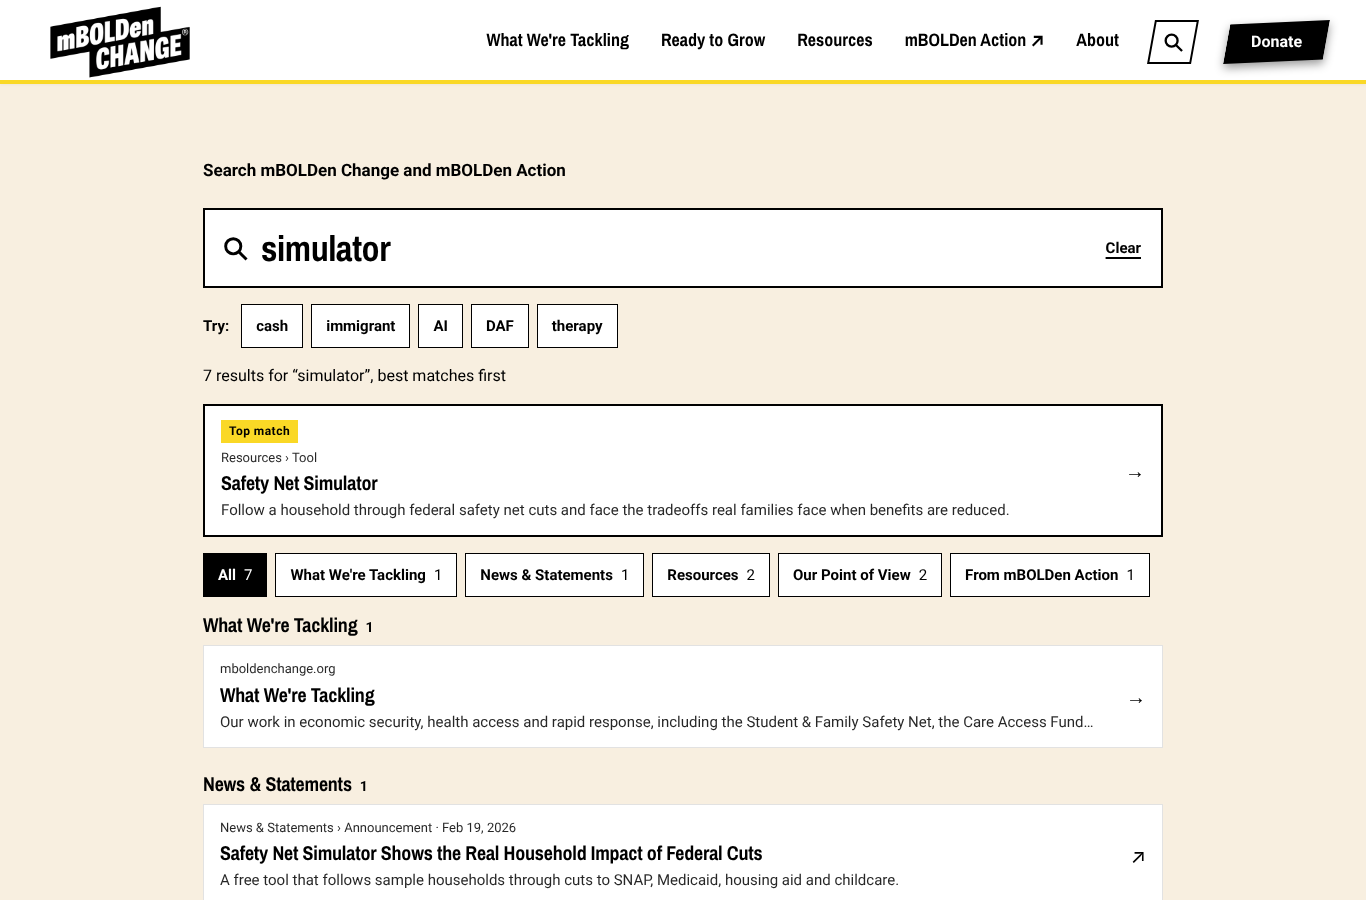 mBOLDen
CHANGE®
What We're Tackling
Ready to Grow
Resources
mBOLDen Action ↗
About
Donate
Search mBOLDen Change and mBOLDen Action
simulator
Clear
Try:
cash
immigrant
AI
DAF
therapy
7 results for “simulator”, best matches first
Top match
Resources › Tool
Safety Net Simulator
Follow a household through federal safety net cuts and face the tradeoffs real families face when benefits are reduced.
→
All 7
What We're Tackling 1
News & Statements 1
Resources 2
Our Point of View 2
From mBOLDen Action 1
What We're Tackling 1
mboldenchange.org
What We're Tackling
Our work in economic security, health access and rapid response, including the Student & Family Safety Net, the Care Access Fund…
→
News & Statements 1
News & Statements › Announcement · Feb 19, 2026
Safety Net Simulator Shows the Real Household Impact of Federal Cuts
A free tool that follows sample households through cuts to SNAP, Medicaid, housing aid and childcare.
↗